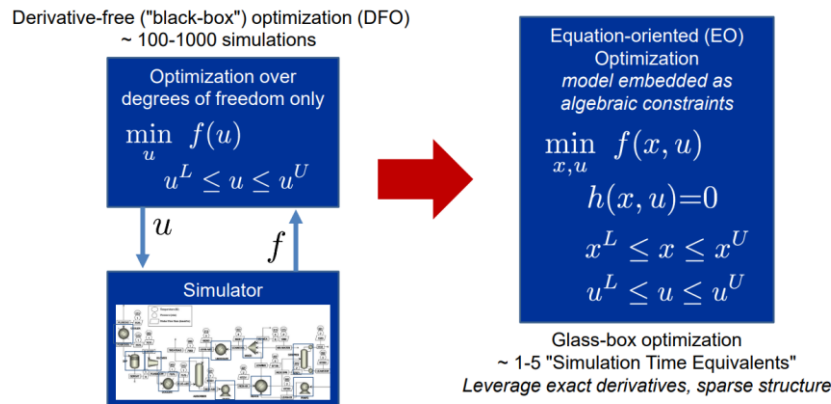 Derivative-free ("black-box") optimization (DFO)
~ 100-1000 simulations
Optimization over
degrees of freedom only
min f(u)
u
u^L ≤ u ≤ u^U
u
f
Simulator
Equation-oriented (EO)
Optimization
model embedded as
algebraic constraints
min f(x, u)
x,u
h(x, u)=0
x^L ≤ x ≤ x^U
u^L ≤ u ≤ u^U
Glass-box optimization
~ 1-5 "Simulation Time Equivalents"
Leverage exact derivatives, sparse structure